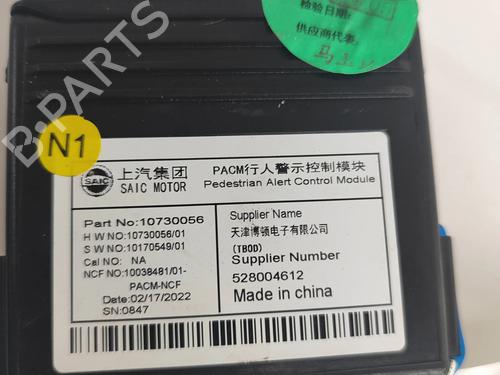 检验日期:
供应商代表:
N1
上汽集团
SAIC
SAIC MOTOR
PACM行人警示控制模块
Pedestrian Alert Control Module
Part No:10730056
H W NO:10730056/01
S W NO:10170549/01
Cal NO: NA
NCF NO:10038481/01-
PACM-NCF
Date:02/17/2022
SN:0847
Supplier Name
天津博顿电子有限公司
(TBOD)
Supplier Number
528004612
Made in china
B-PARTS